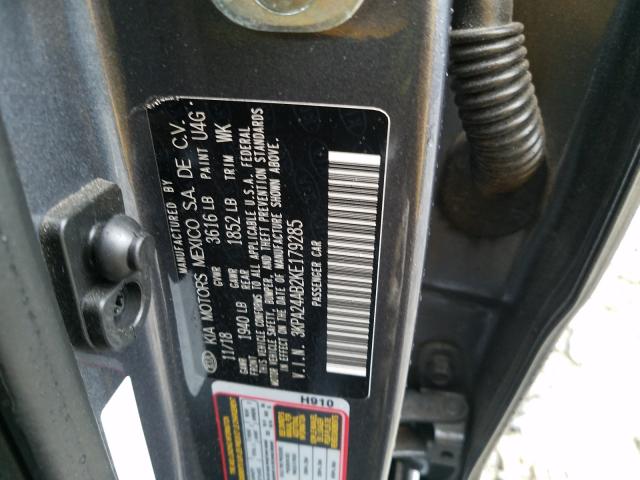 MANUFACTURED BY
KIA MOTORS MEXICO S.A. DE C.V.
11/18 GVWR 3616 LB PAINT U4G
GAWR FRONT 1940 LB GAWR REAR 1852 LB TRIM WK
THIS VEHICLE CONFORMS TO ALL APPLICABLE U.S.A. FEDERAL
MOTOR VEHICLE SAFETY, BUMPER, AND THEFT PREVENTION STANDARDS
IN EFFECT ON THE DATE OF MANUFACTURE SHOWN ABOVE.
V.I.N. 3KPA24AB2KE179285
PASSENGER CAR
H910